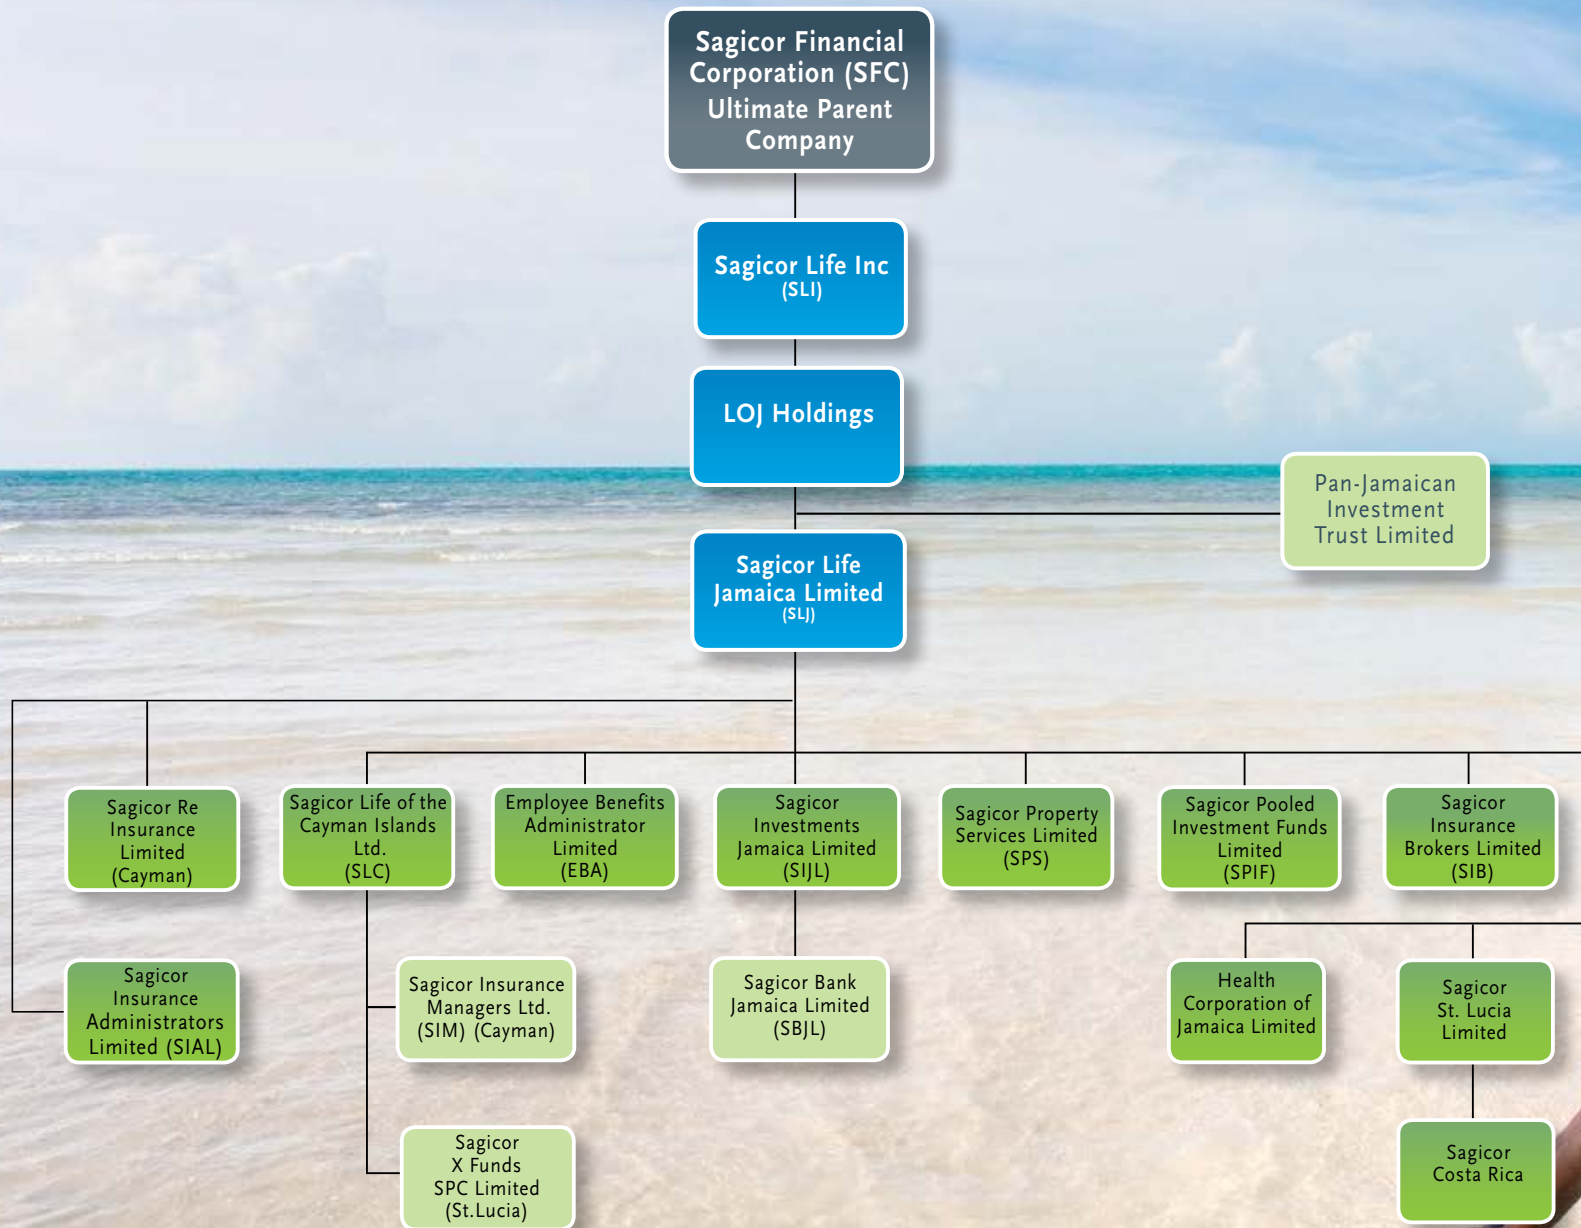 Sagicor Financial
Corporation (SFC)
Ultimate Parent
Company
Sagicor Life Inc
(SLI)
LOJ Holdings
Pan-Jamaican
Investment
Trust Limited
Sagicor Life
Jamaica Limited
(SLJ)
Sagicor Re
Insurance
Limited
(Cayman)
Sagicor Life of the
Cayman Islands
Ltd.
(SLC)
Employee Benefits
Administrator
Limited
(EBA)
Sagicor
Investments
Jamaica Limited
(SIJL)
Sagicor Property
Services Limited
(SPS)
Sagicor Pooled
Investment Funds
Limited
(SPIF)
Sagicor
Insurance
Brokers Limited
(SIB)
Sagicor
Insurance
Administrators
Limited (SIAL)
Sagicor Insurance
Managers Ltd.
(SIM) (Cayman)
Sagicor Bank
Jamaica Limited
(SBJL)
Health
Corporation of
Jamaica Limited
Sagicor
St. Lucia
Limited
Sagicor
X Funds
SPC Limited
(St.Lucia)
Sagicor
Costa Rica